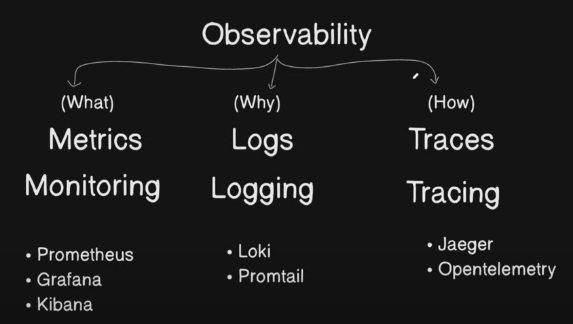 Observability
(What)
Metrics
Monitoring
• Prometheus
• Grafana
• Kibana
(Why)
Logs
Logging
• Loki
• Promtail
(How)
Traces
Tracing
• Jaeger
• Opentelemetry